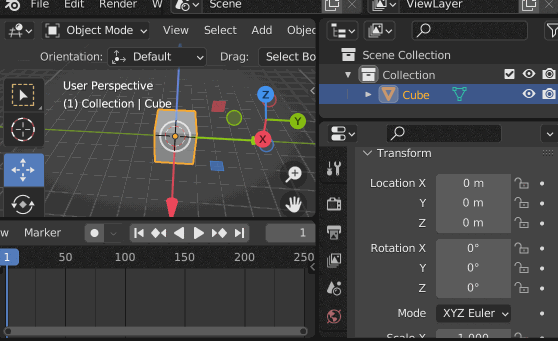 File Edit Render W Scene ViewLayer
Object Mode View Select Add Objec
Orientation: Default Drag: Select Bo
User Perspective
(1) Collection | Cube
Z
Y
X
Scene Collection
Collection
Cube
Transform
Location X 0 m
Y 0 m
Z 0 m
Rotation X 0°
Y 0°
Z 0°
Mode XYZ Euler
Scale X 1.000
w Marker 1
1 50 100 150 200 250